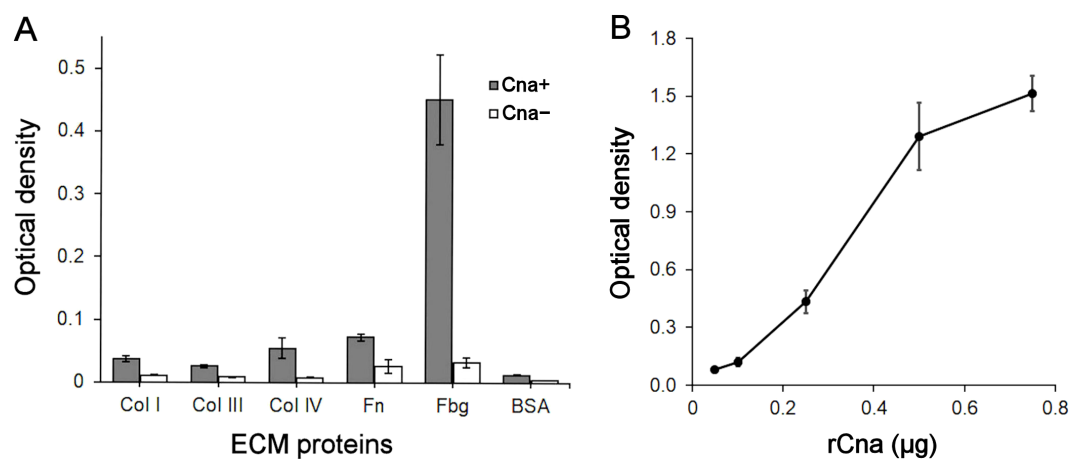 A
Optical density
0.5
0.4
0.3
0.2
0.1
0
Cna+
Cna−
Col I Col III Col IV Fn Fbg BSA
ECM proteins
B
Optical density
1.8
1.5
1.2
0.9
0.6
0.3
0.0
0 0.2 0.4 0.6 0.8
rCna (µg)